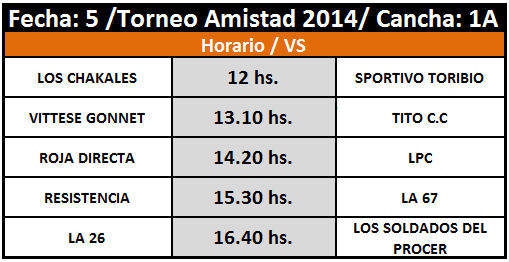 Fecha: 5 /Torneo Amistad 2014/ Cancha: 1A
Horario / VS
LOS CHAKALES 12 hs. SPORTIVO TORIBIO
VITTESE GONNET 13.10 hs. TITO C.C
ROJA DIRECTA 14.20 hs. LPC
RESISTENCIA 15.30 hs. LA 67
LA 26 16.40 hs. LOS SOLDADOS DEL
PROCER